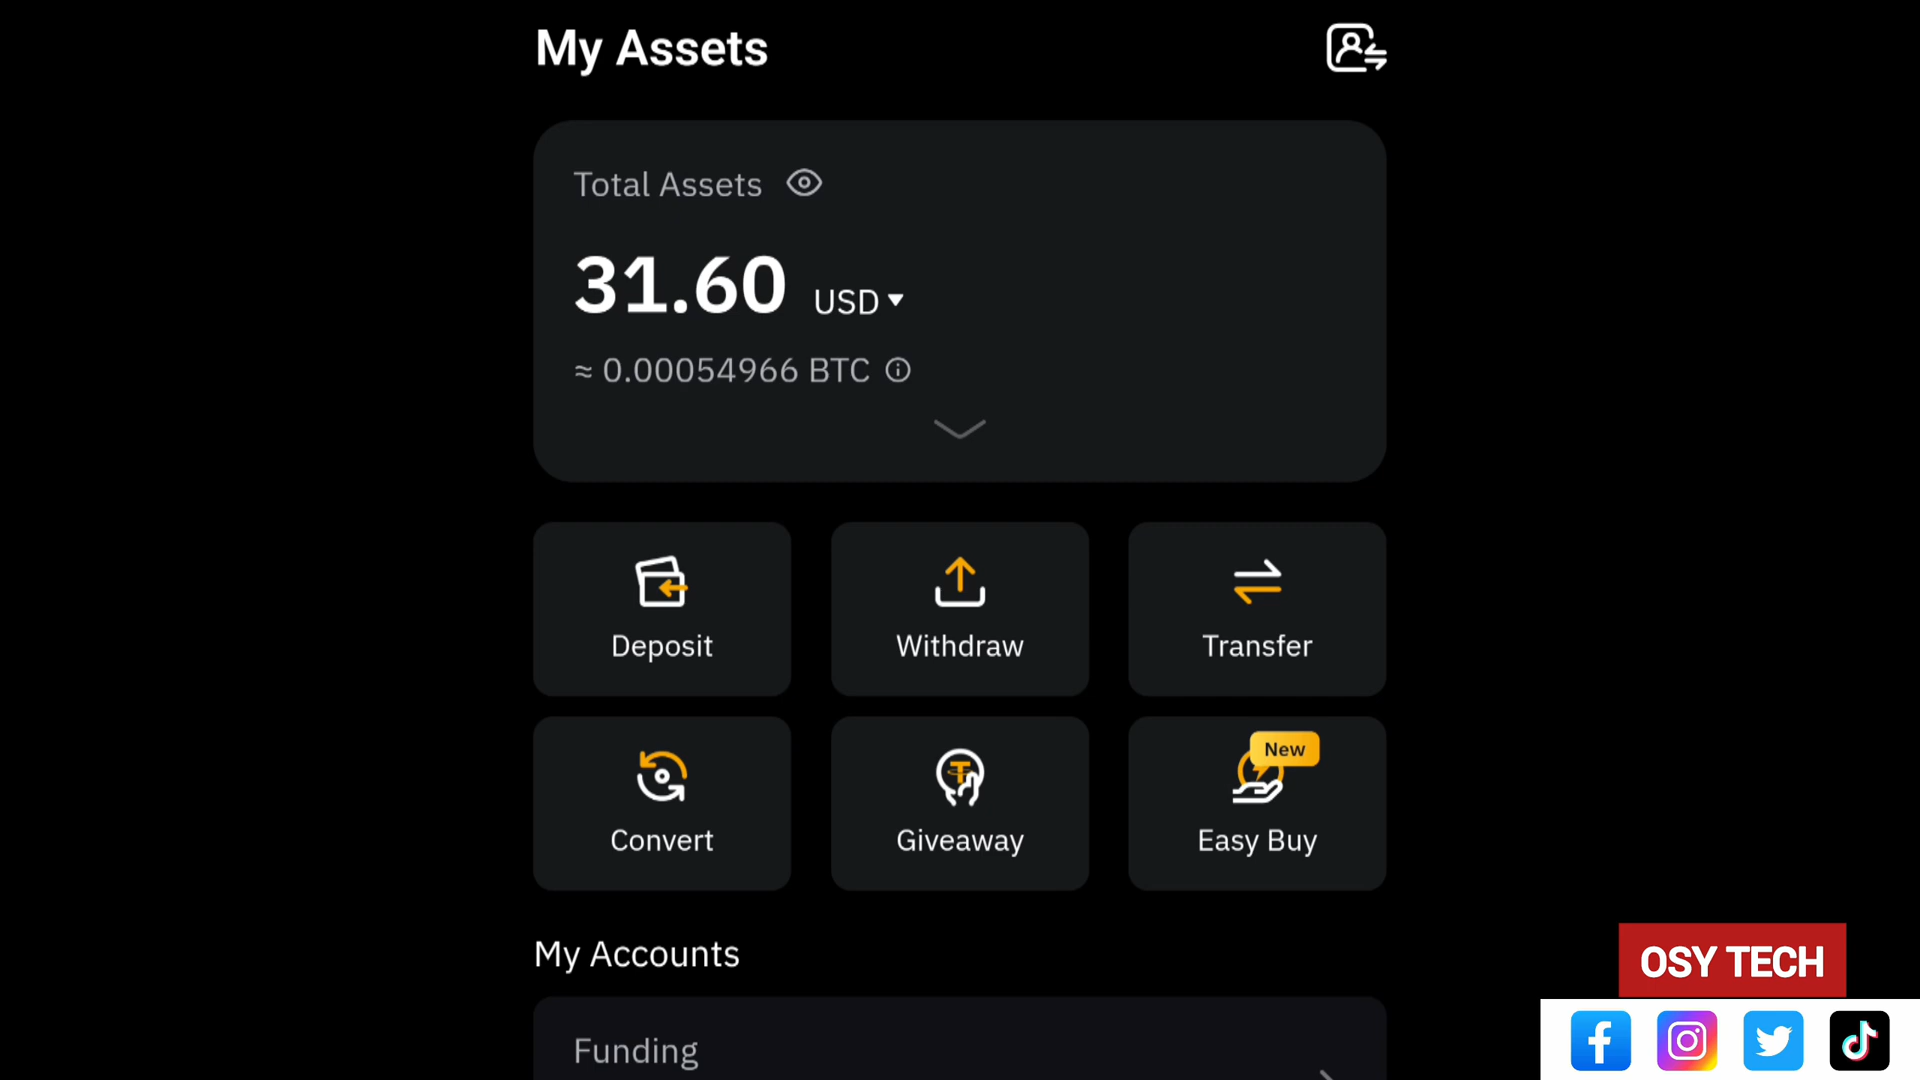 My Assets
Total Assets
31.60 USD
≈ 0.00054966 BTC
Deposit
Withdraw
Transfer
New
Convert
Giveaway
Easy Buy
My Accounts
Funding
OSY TECH